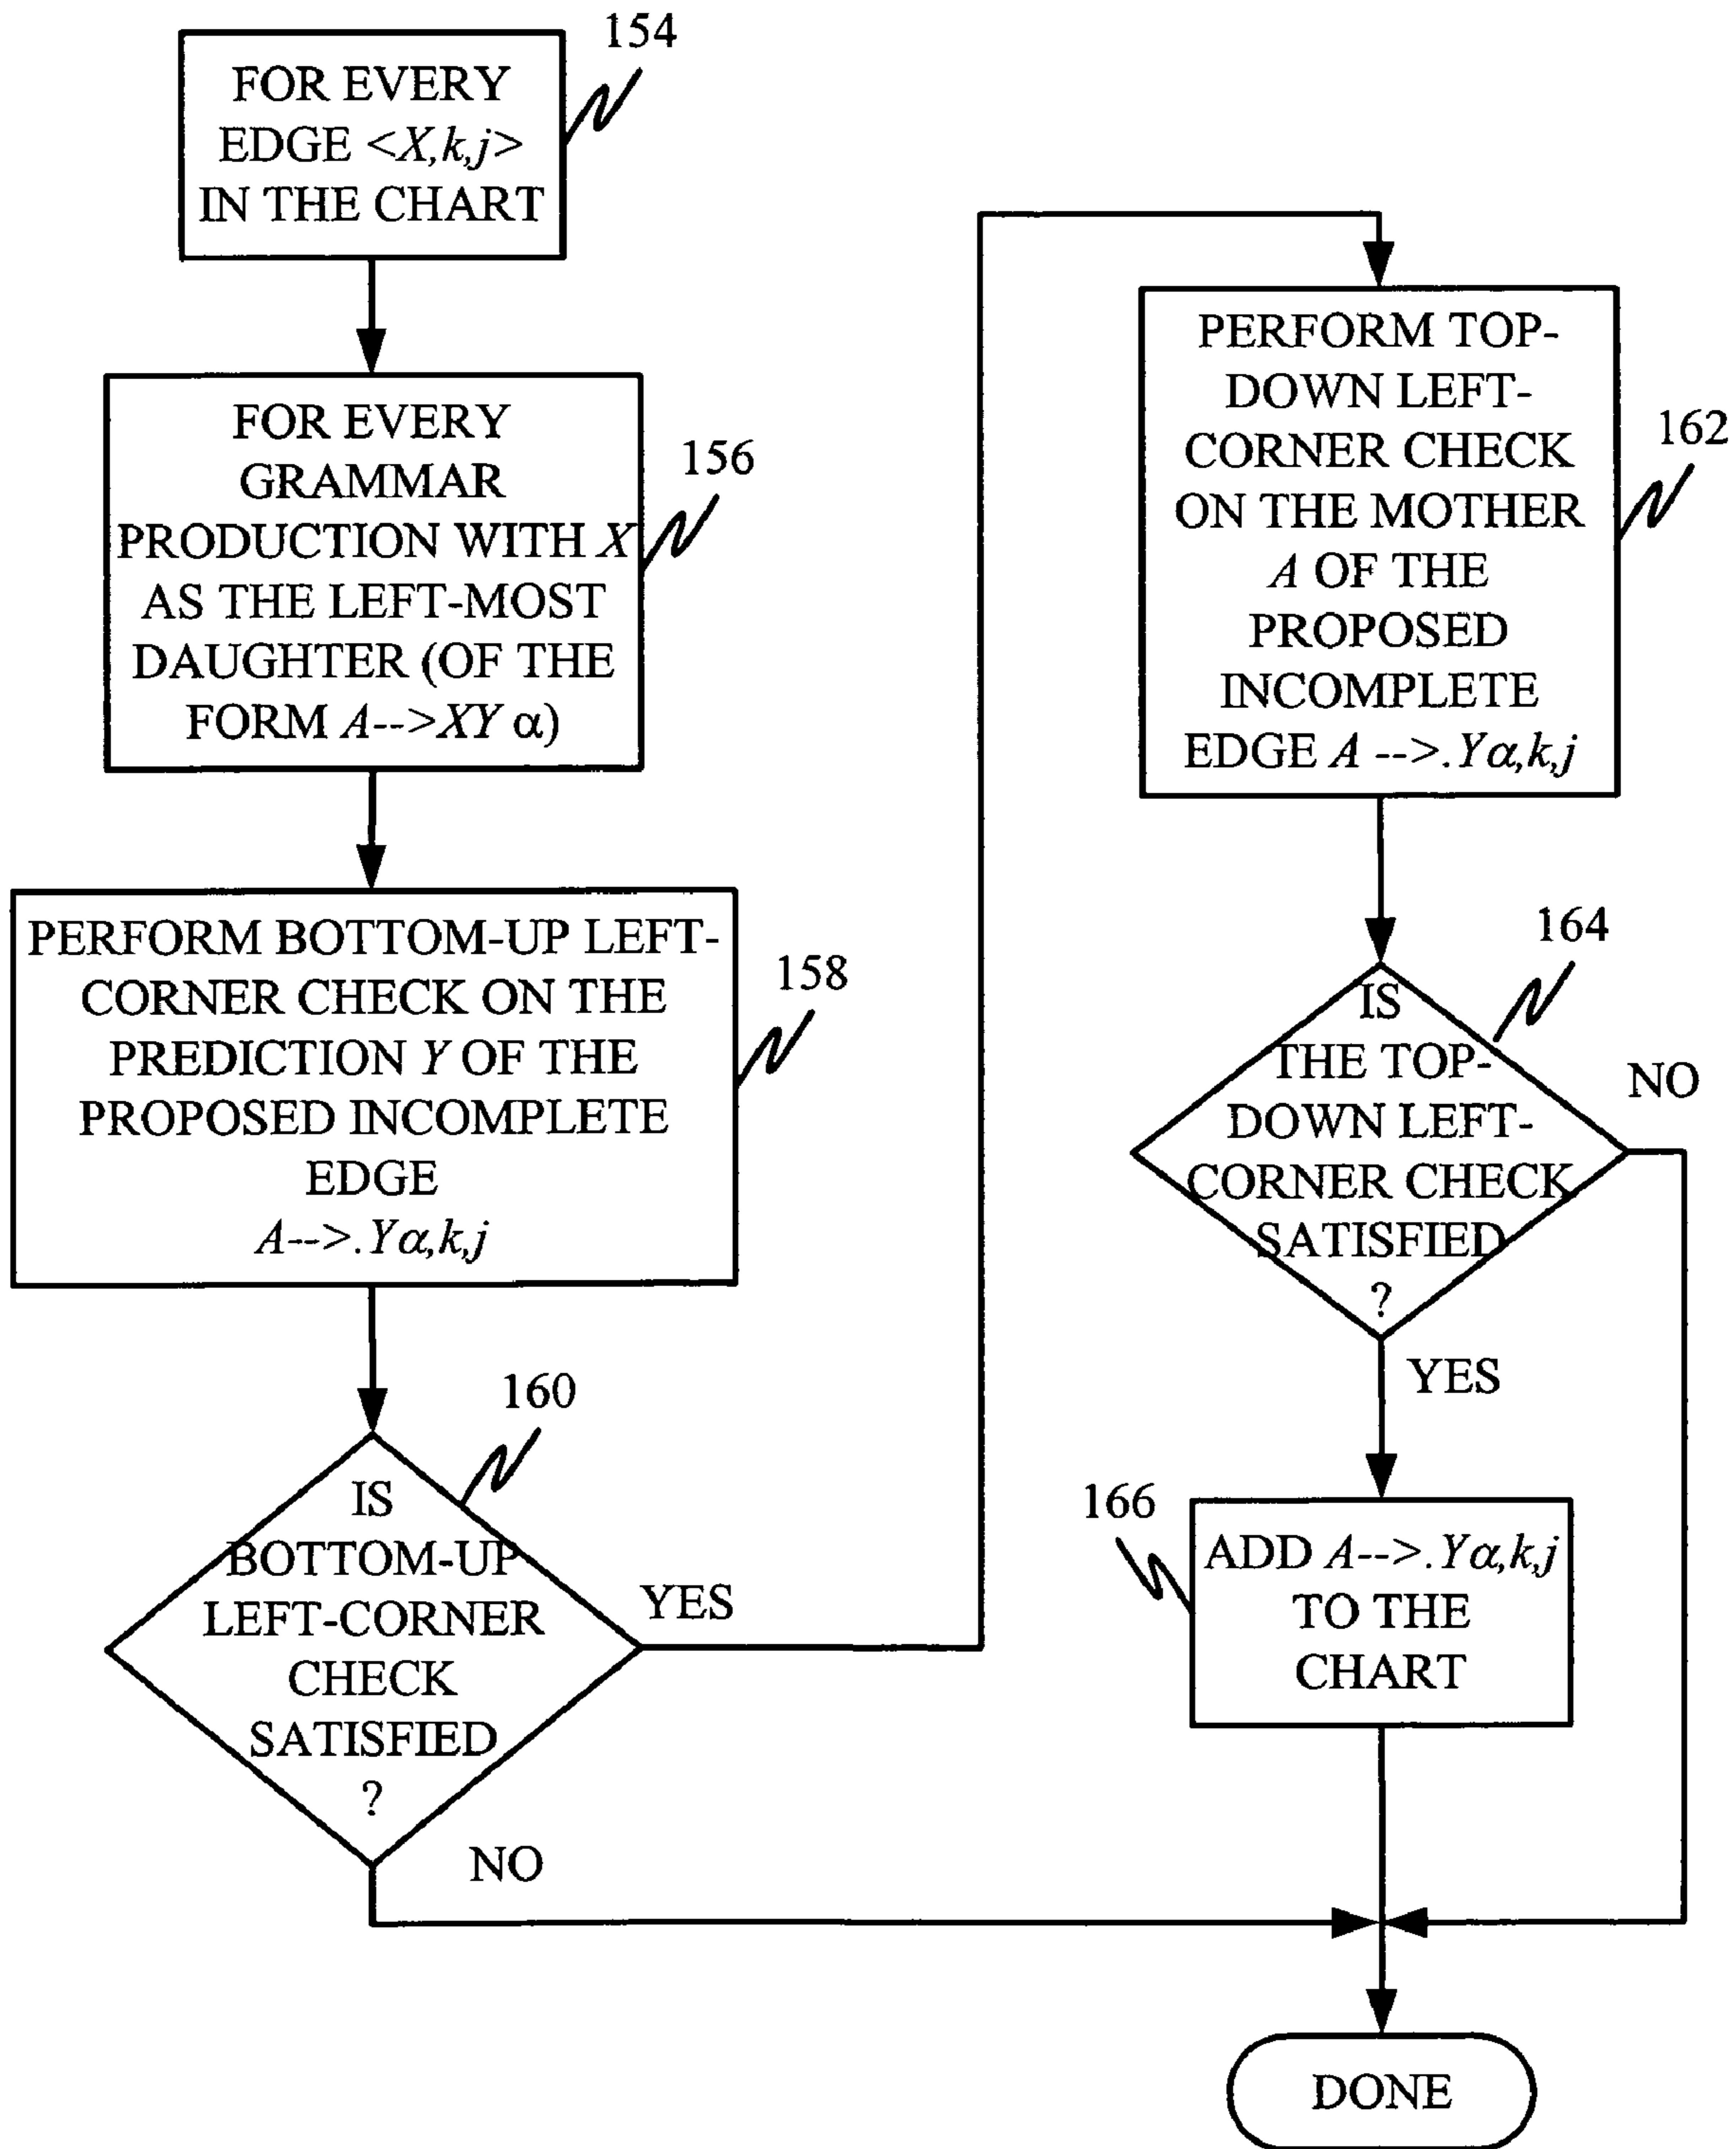 154
FOR EVERY
EDGE <X,k,j>
IN THE CHART
156
FOR EVERY
GRAMMAR
PRODUCTION WITH X
AS THE LEFT-MOST
DAUGHTER (OF THE
FORM A-->XY α)
158
PERFORM BOTTOM-UP LEFT-
CORNER CHECK ON THE
PREDICTION Y OF THE
PROPOSED INCOMPLETE
EDGE
A-->.Yα,k,j
160
IS
BOTTOM-UP
LEFT-CORNER
CHECK
SATISFIED
?
YES
NO
162
PERFORM TOP-
DOWN LEFT-
CORNER CHECK
ON THE MOTHER
A OF THE
PROPOSED
INCOMPLETE
EDGE A -->.Yα,k,j
164
IS
THE TOP-
DOWN LEFT-
CORNER CHECK
SATISFIED
?
NO
YES
166
ADD A-->.Yα,k,j
TO THE
CHART
DONE